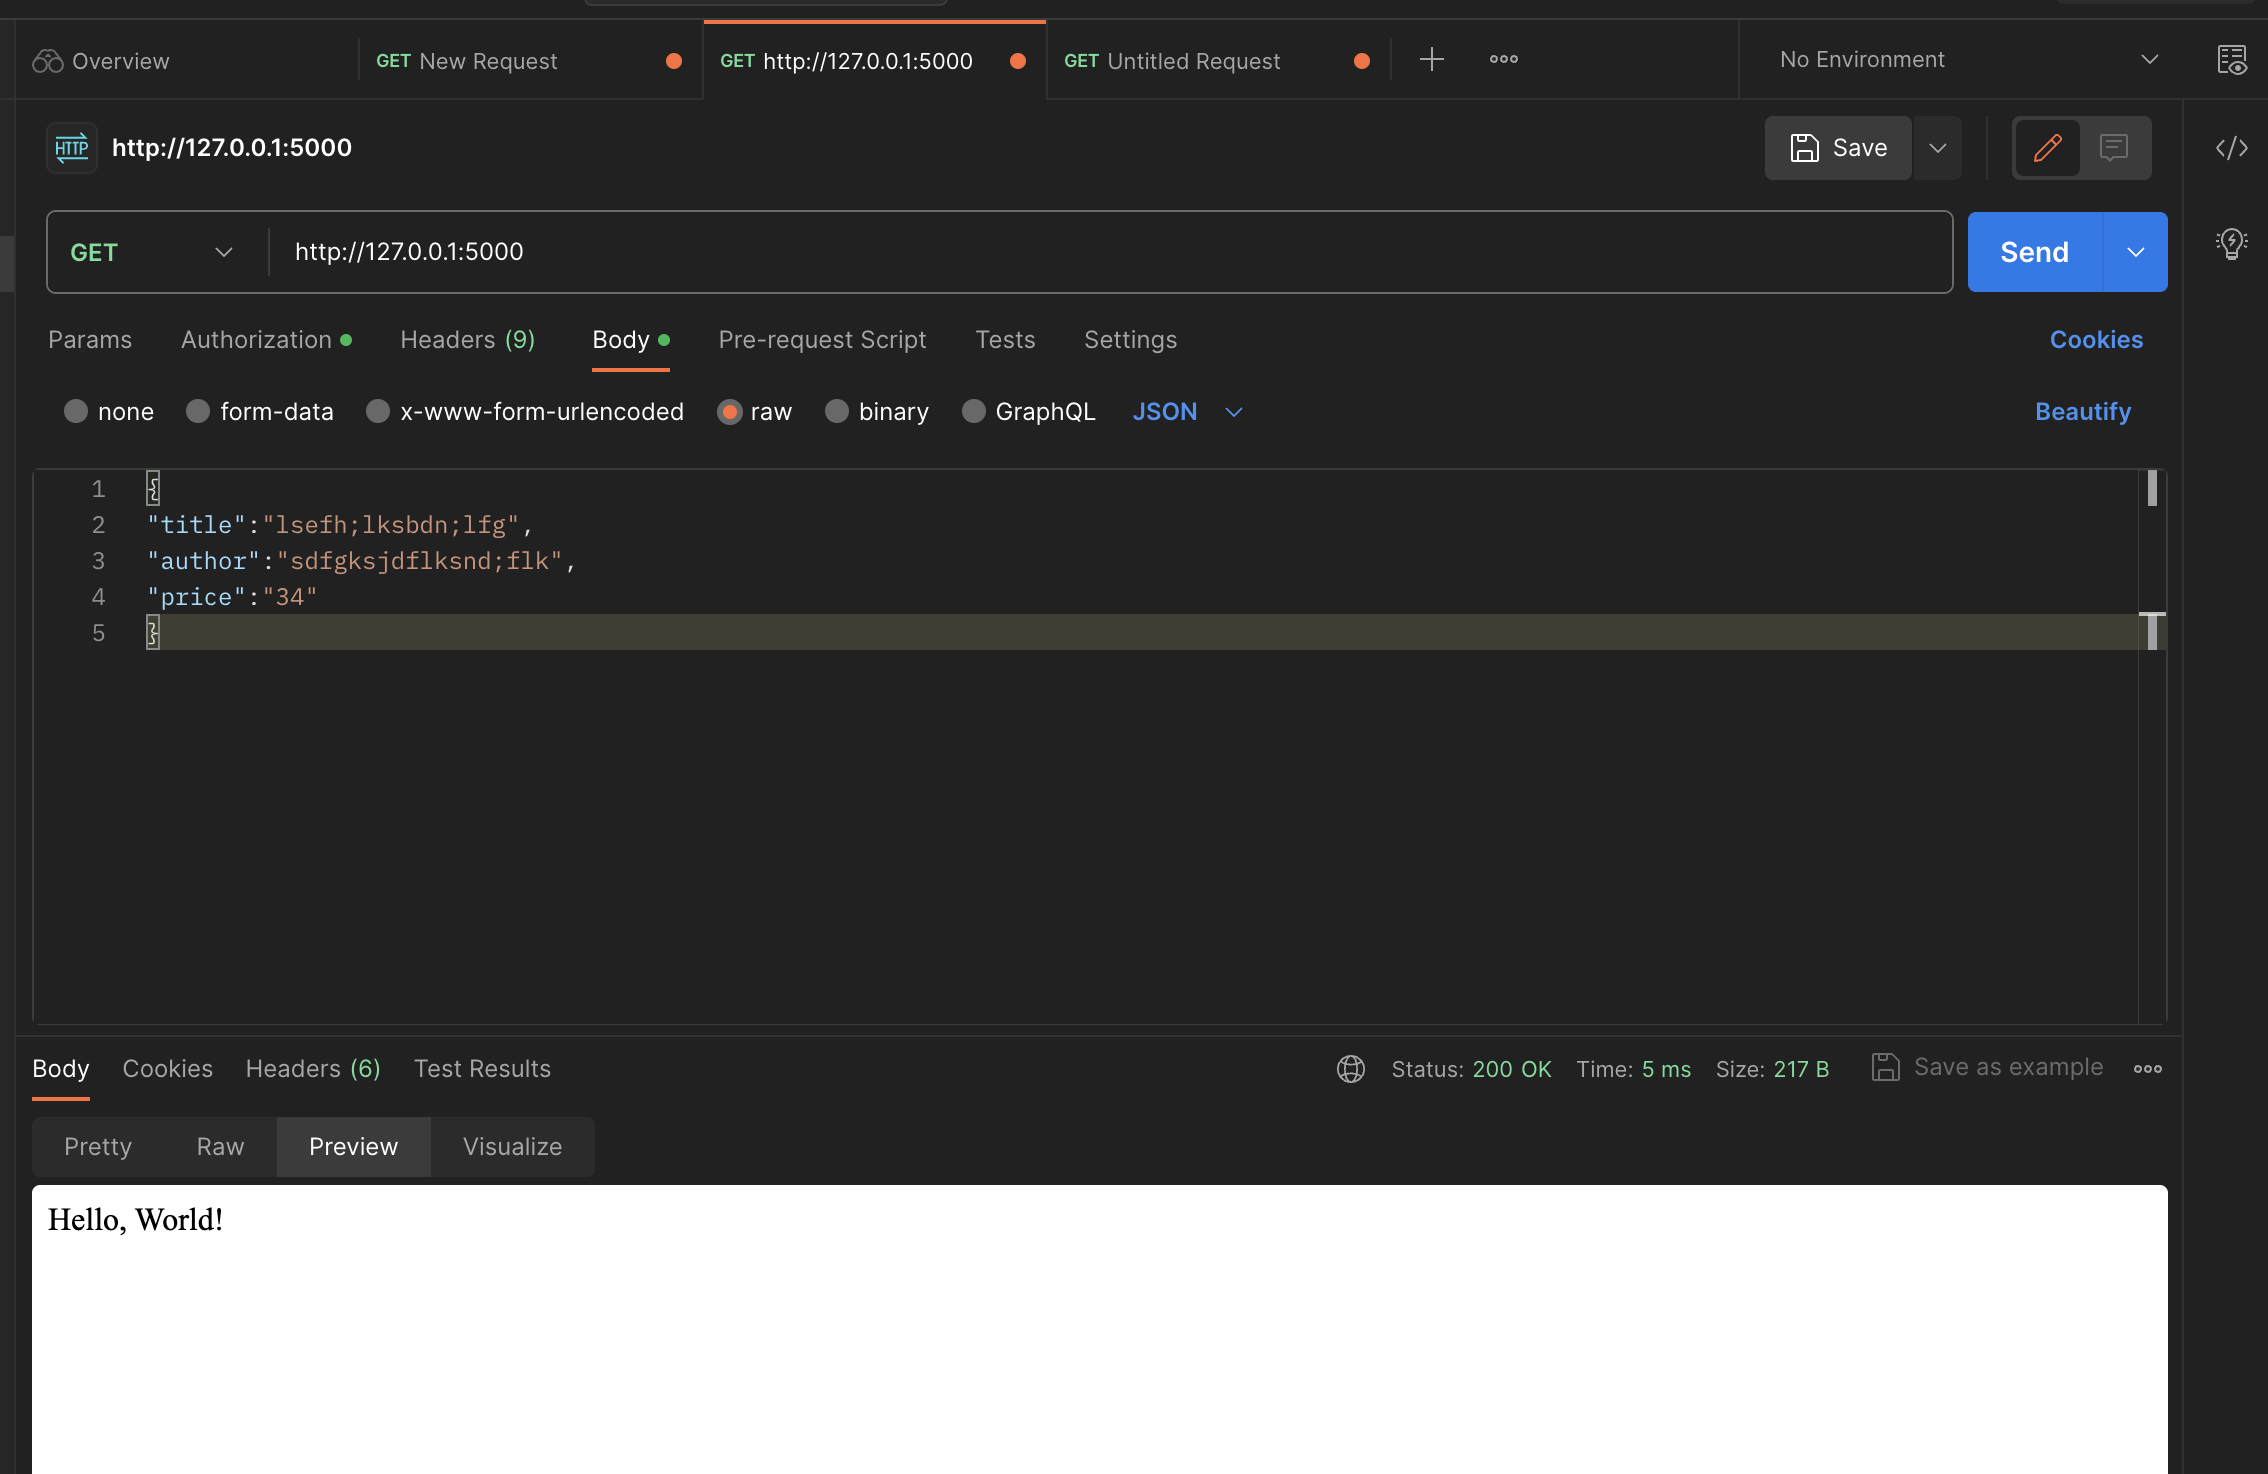 Overview
GET New Request
GET http://127.0.0.1:5000
GET Untitled Request
No Environment
HTTP http://127.0.0.1:5000
Save
GET http://127.0.0.1:5000
Send
Params Authorization Headers (9) Body Pre-request Script Tests Settings Cookies
none form-data x-www-form-urlencoded raw binary GraphQL JSON Beautify
1 {
2 "title":"lsefh;lksbdn;lfg",
3 "author":"sdfgksjdflksnd;flk",
4 "price":"34"
5 }
Body Cookies Headers (6) Test Results Status: 200 OK Time: 5 ms Size: 217 B Save as example
Pretty Raw Preview Visualize
Hello, World!